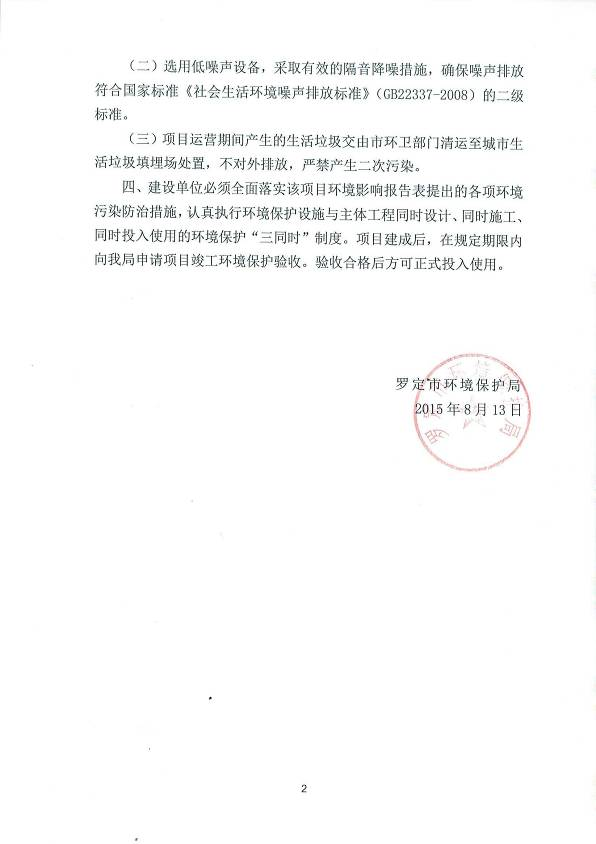 （二）选用低噪声设备，采取有效的隔音降噪措施，确保噪声排放
符合国家标准《社会生活环境噪声排放标准》（GB22337-2008）的二级
标准。
（三）项目运营期间产生的生活垃圾交由市环卫部门清运至城市生
活垃圾填埋场处置，不对外排放，严禁产生二次污染。
四、建设单位必须全面落实该项目环境影响报告表提出的各项环境
污染防治措施，认真执行环境保护设施与主体工程同时设计、同时施工、
同时投入使用的环境保护“三同时”制度。项目建成后，在规定期限内
向我局申请项目竣工环境保护验收。验收合格后方可正式投入使用。
罗定市环境保护局
2015年8月13日
2